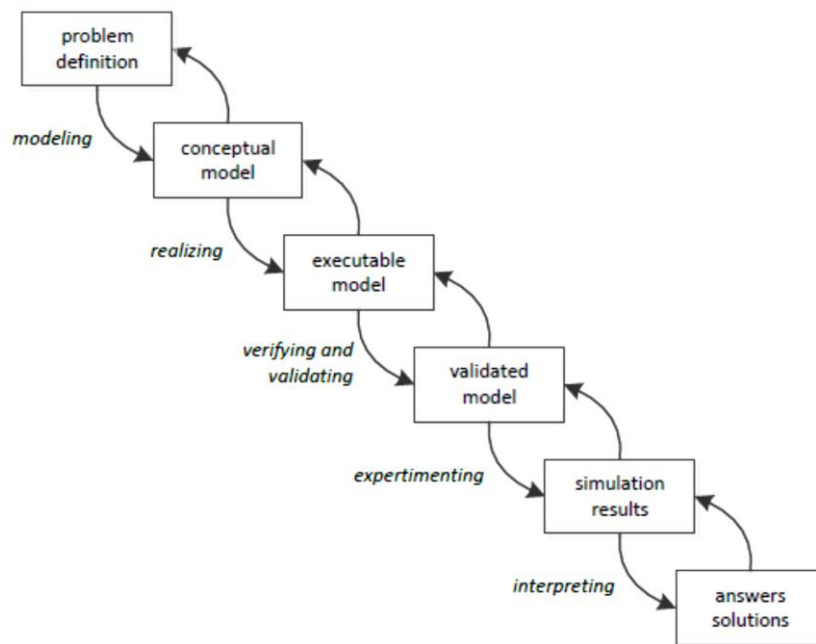 problem
definition
modeling
conceptual
model
realizing
executable
model
verifying and
validating
validated
model
expertimenting
simulation
results
interpreting
answers
solutions